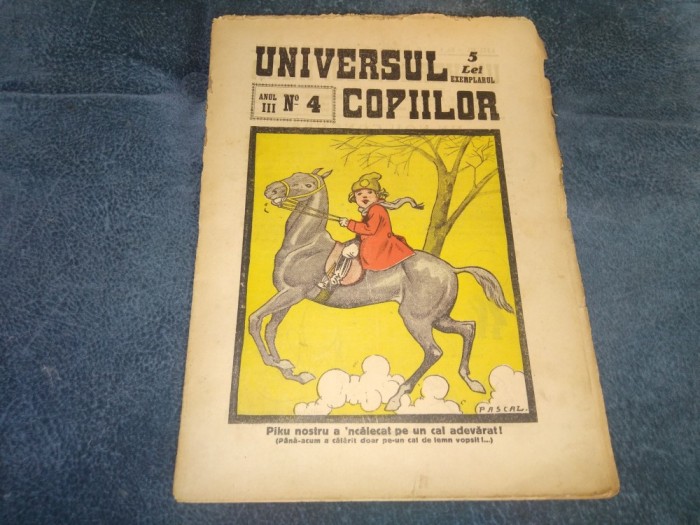 UNIVERSUL
5
Lei
EXEMPLARUL
ANUL
III
No 4
COPIILOR
PASCAL.
Piku nostru a 'ncălecat pe un cal adevărat!
(Până-acum a călărit doar pe-un cal de lemn vopsit!...)